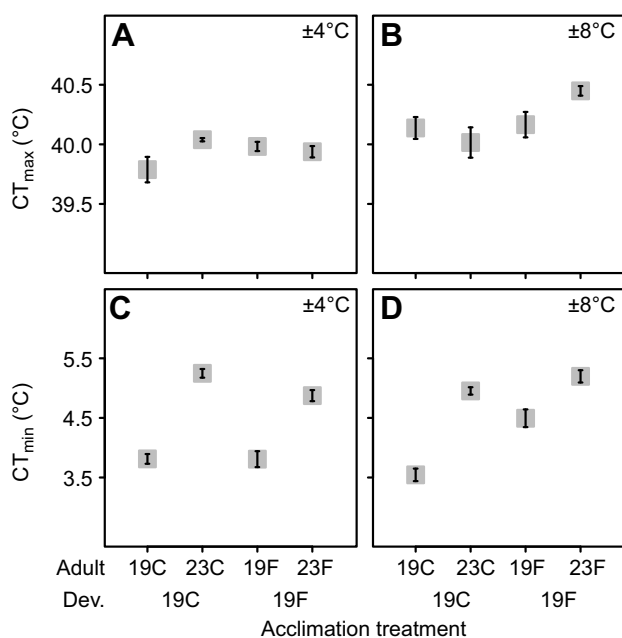 A ±4°C
B ±8°C
CTmax (°C)
40.5
40.0
39.5
C ±4°C
D ±8°C
CTmin (°C)
5.5
4.5
3.5
Adult 19C 23C 19F 23F 19C 23C 19F 23F
Dev. 19C 19F 19C 19F
Acclimation treatment